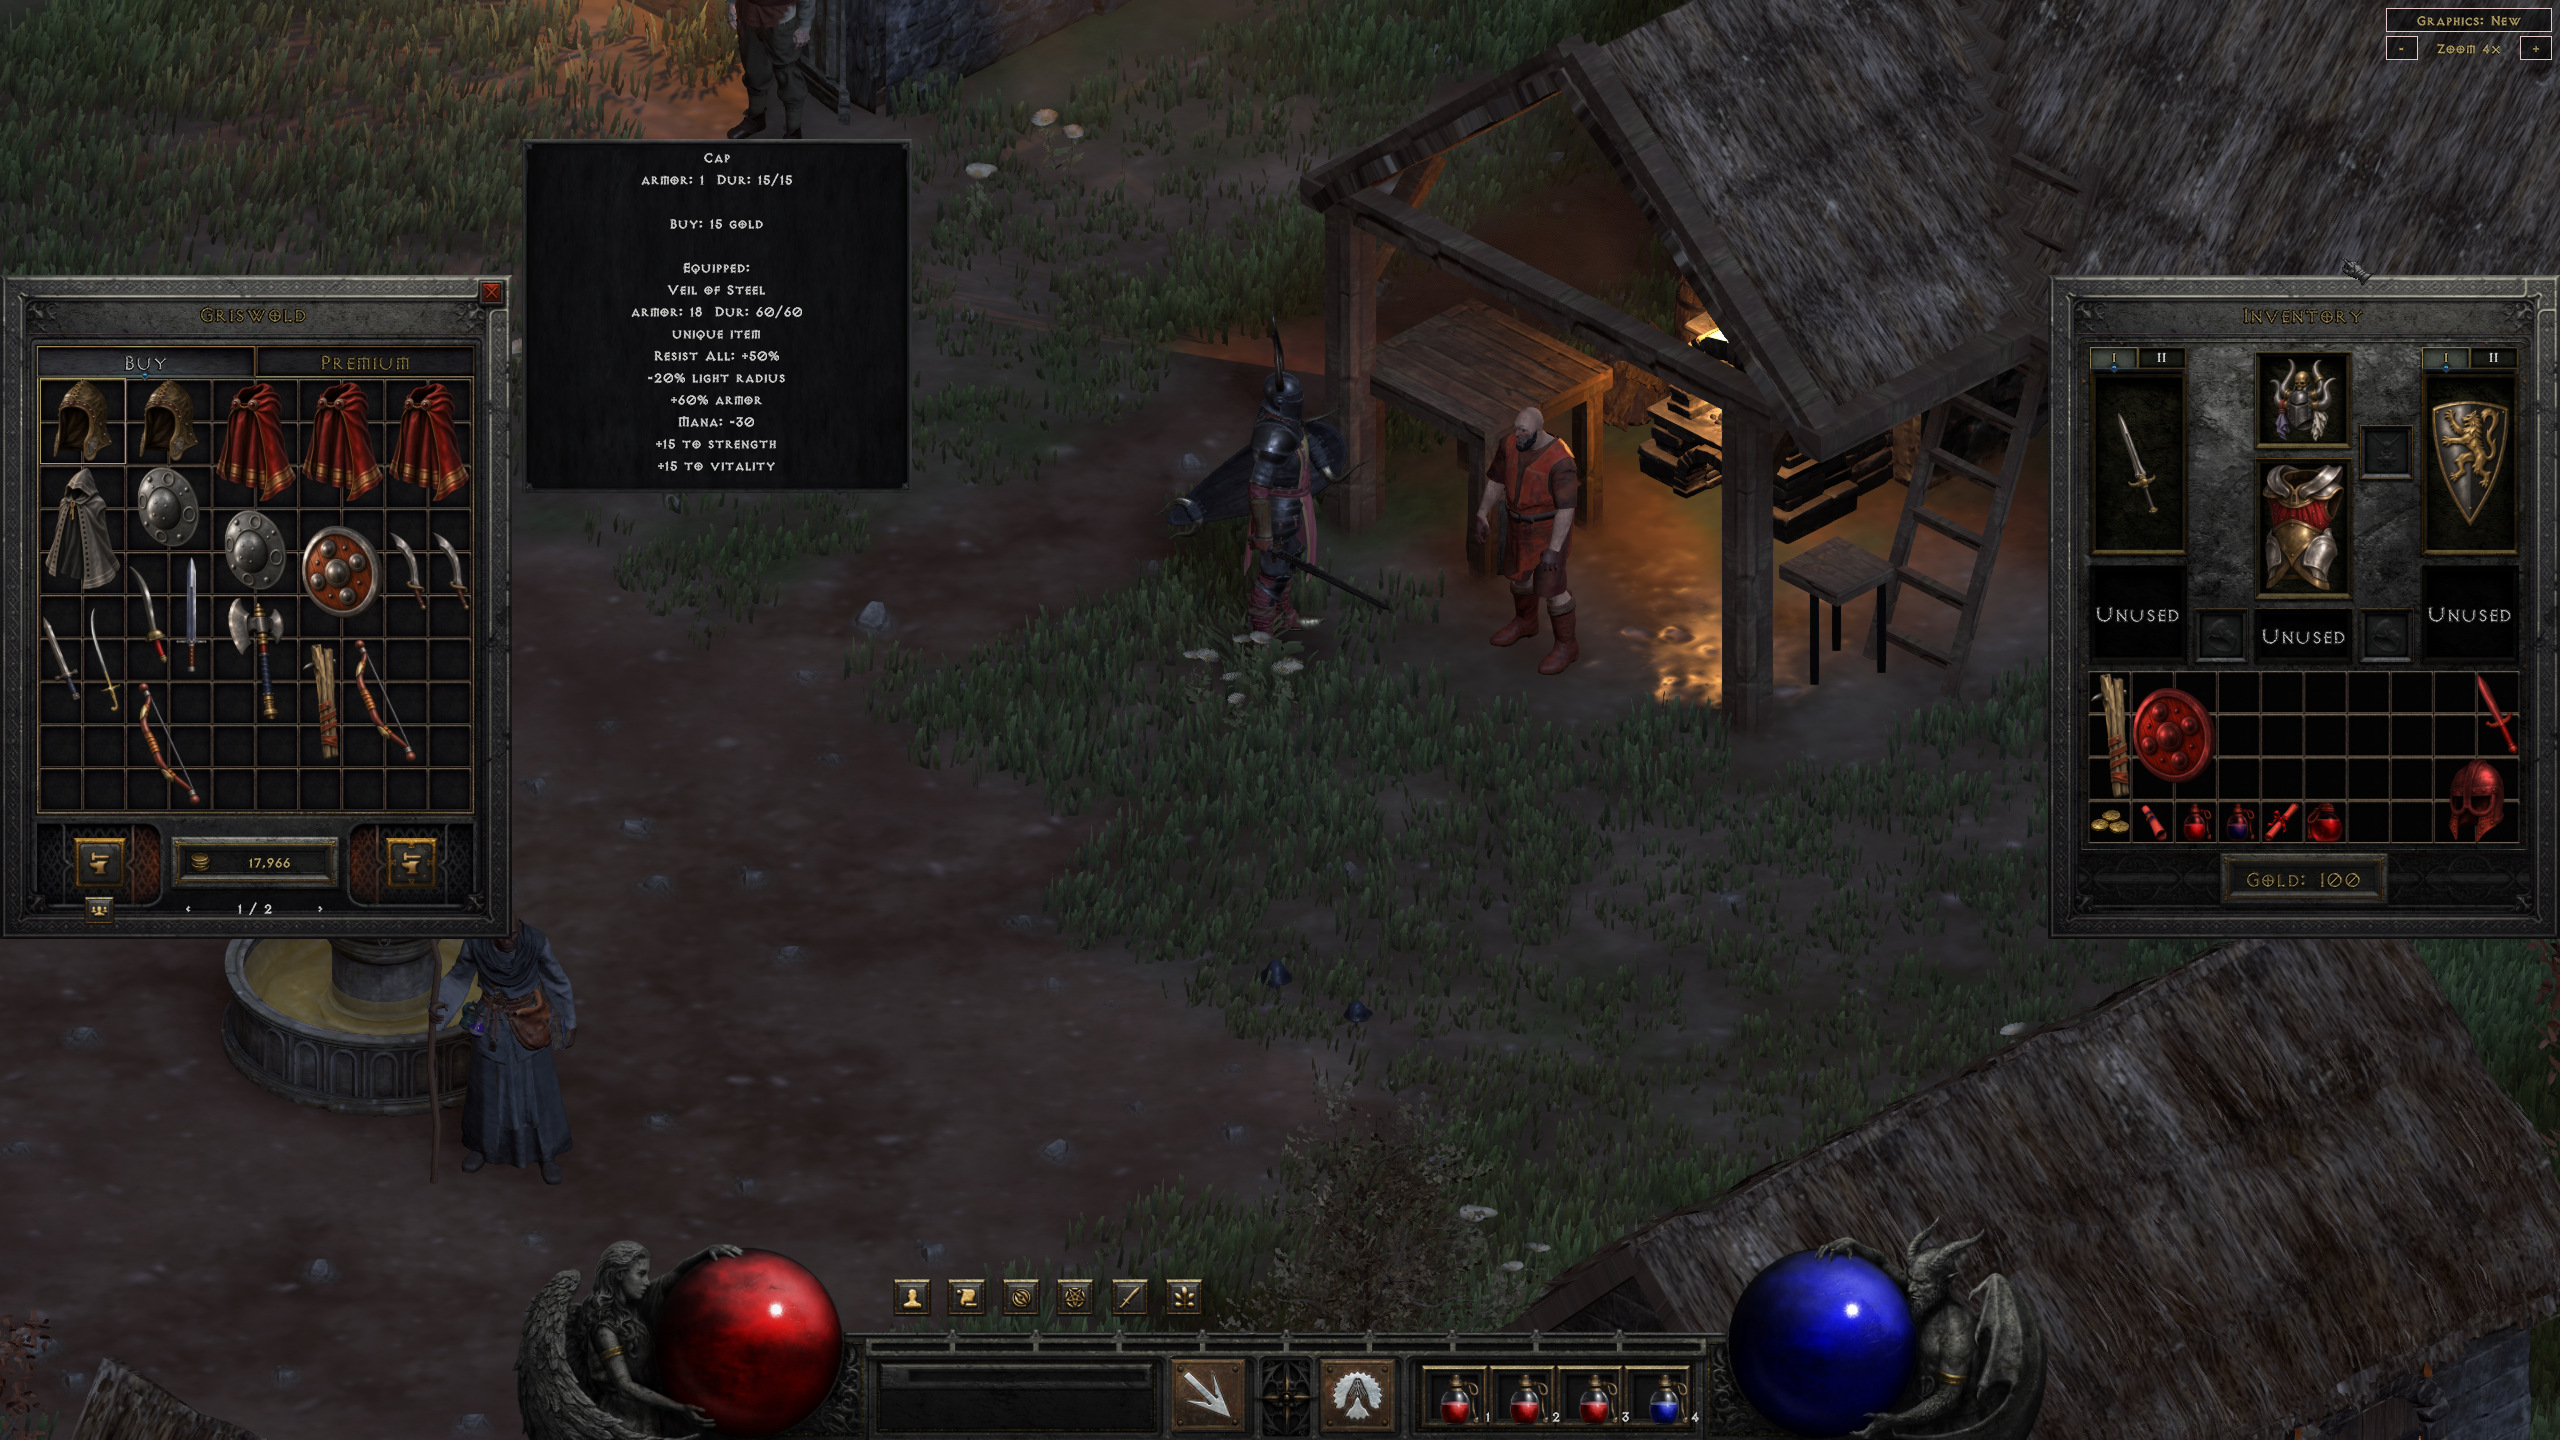 Graphics: New
- Zoom 4x +
Cap
Armor: 1 Dur: 15/15
Buy: 15 gold
Equipped:
Veil of Steel
Armor: 18 Dur: 60/60
unique item
Resist All: +50%
-20% light radius
+60% armor
Mana: -30
+15 to strength
+15 to vitality
Griswold
Buy
Premium
17,966
1 / 2
Inventory
I II
I II
Unused
Unused
Unused
Gold: 100
1 2 3 4